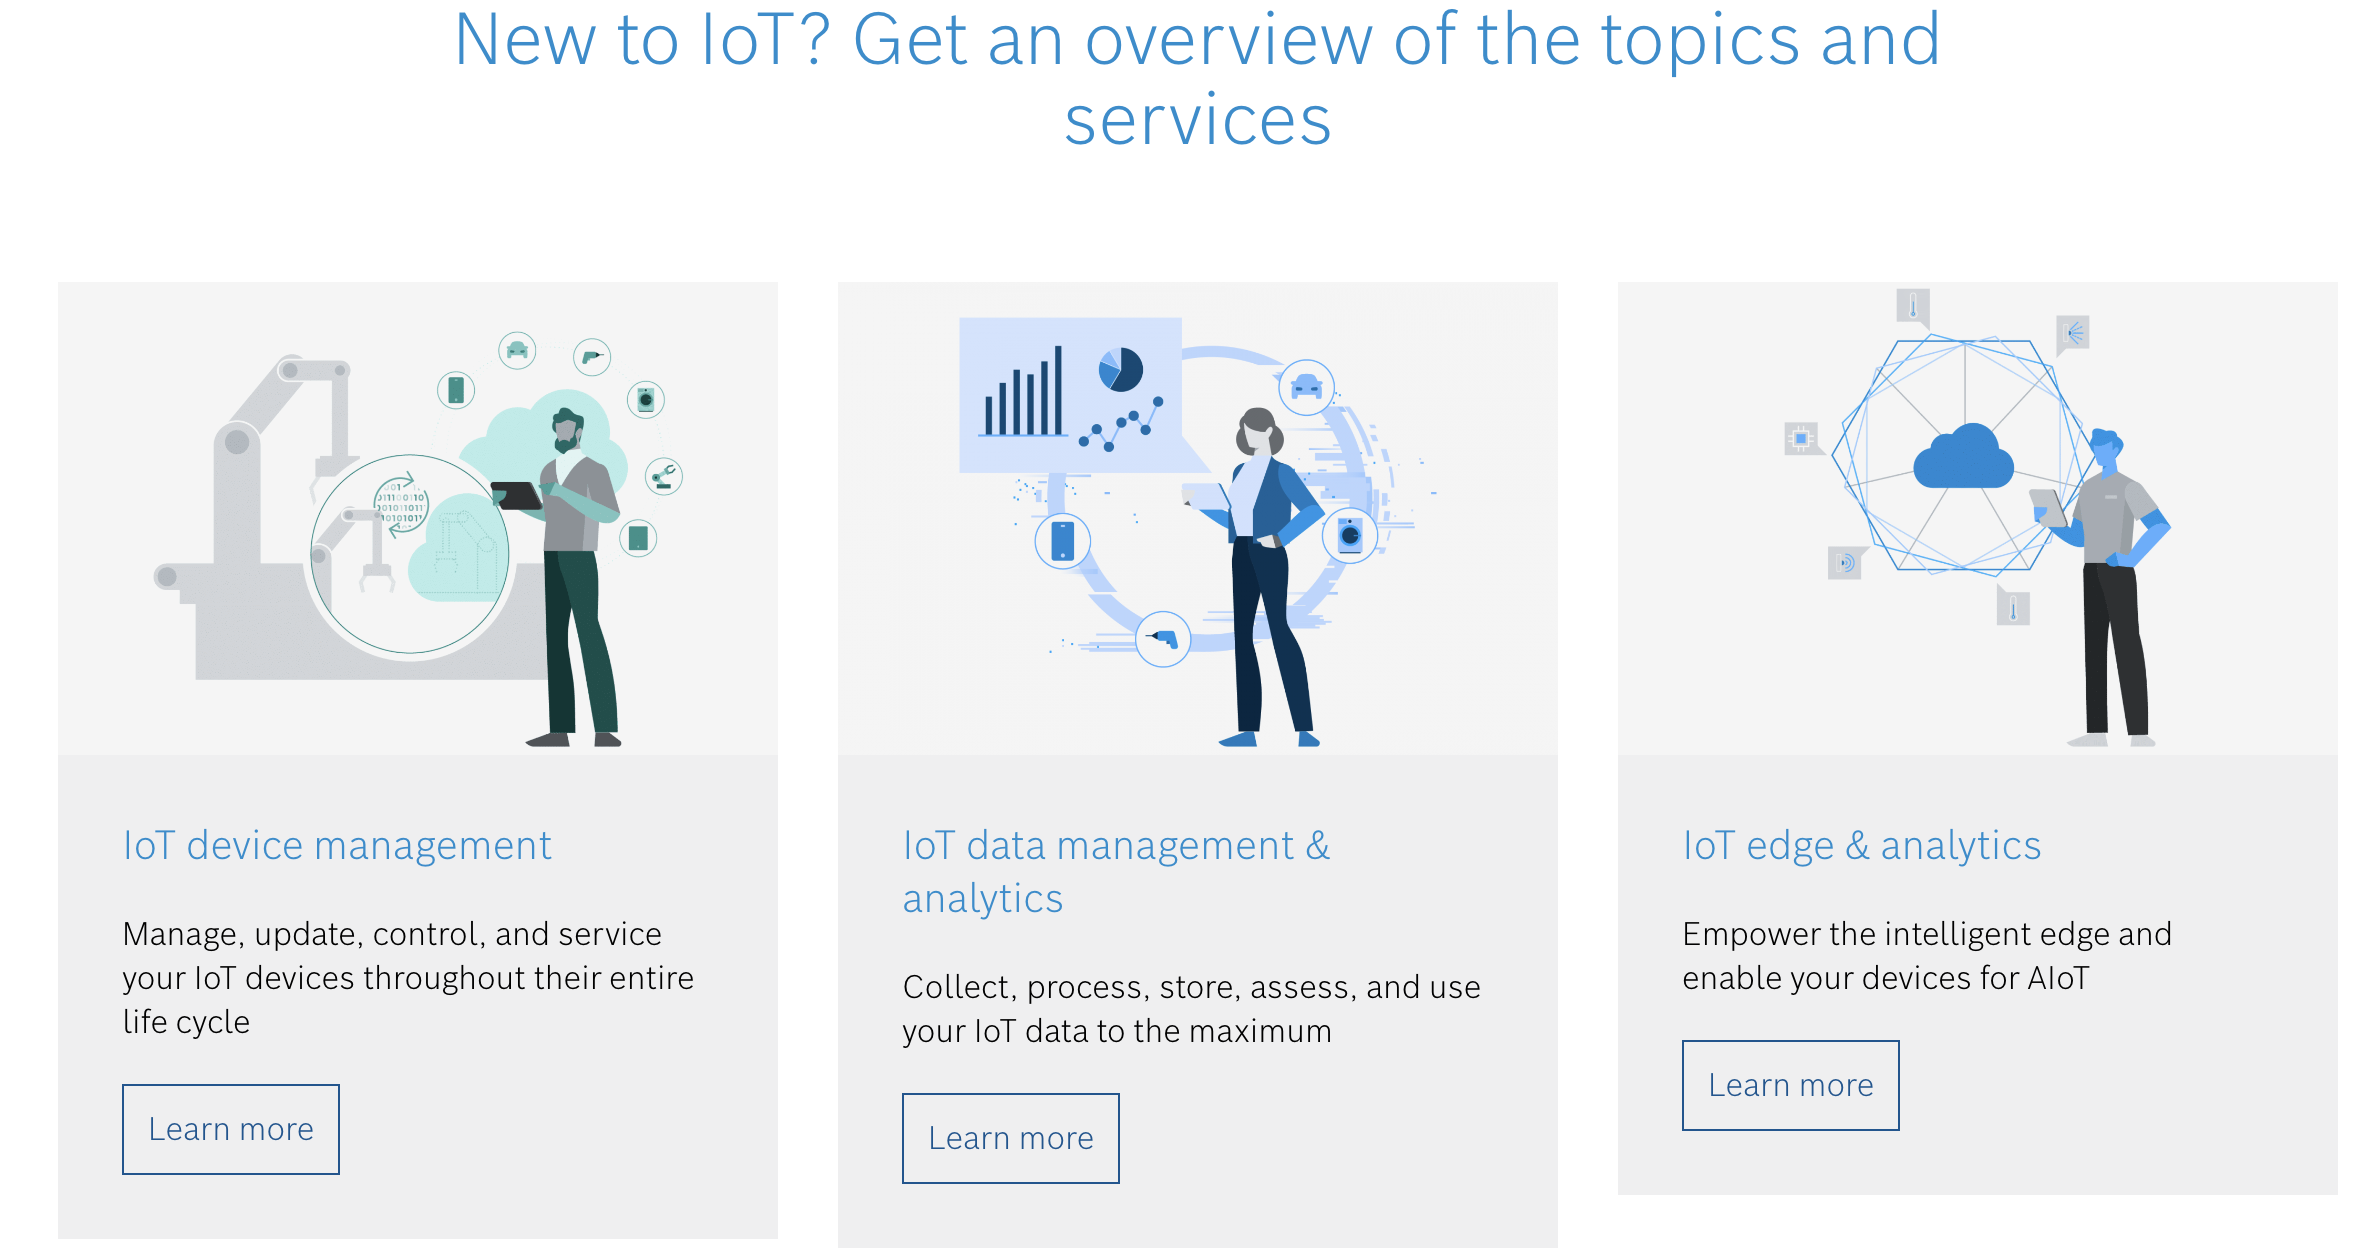 New to IoT? Get an overview of the topics and
services
IoT device management
Manage, update, control, and service
your IoT devices throughout their entire
life cycle
Learn more
IoT data management &
analytics
Collect, process, store, assess, and use
your IoT data to the maximum
Learn more
IoT edge & analytics
Empower the intelligent edge and
enable your devices for AIoT
Learn more